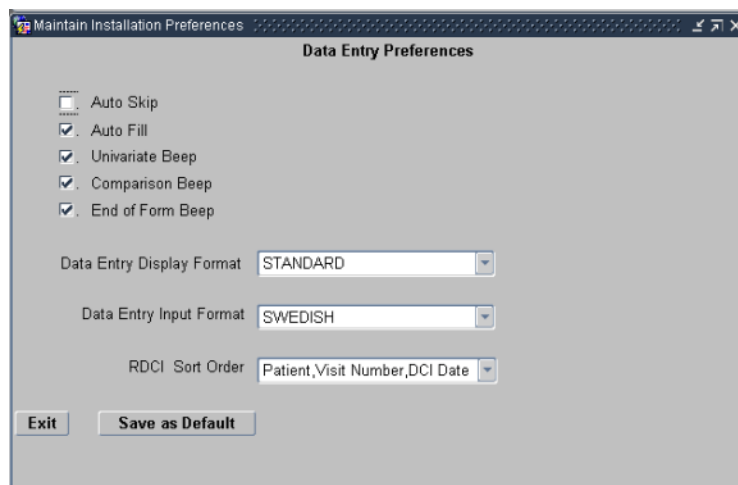 Maintain Installation Preferences
Data Entry Preferences
Auto Skip
Auto Fill
Univariate Beep
Comparison Beep
End of Form Beep
Data Entry Display Format STANDARD
Data Entry Input Format SWEDISH
RDCI Sort Order Patient,Visit Number,DCI Date
Exit Save as Default